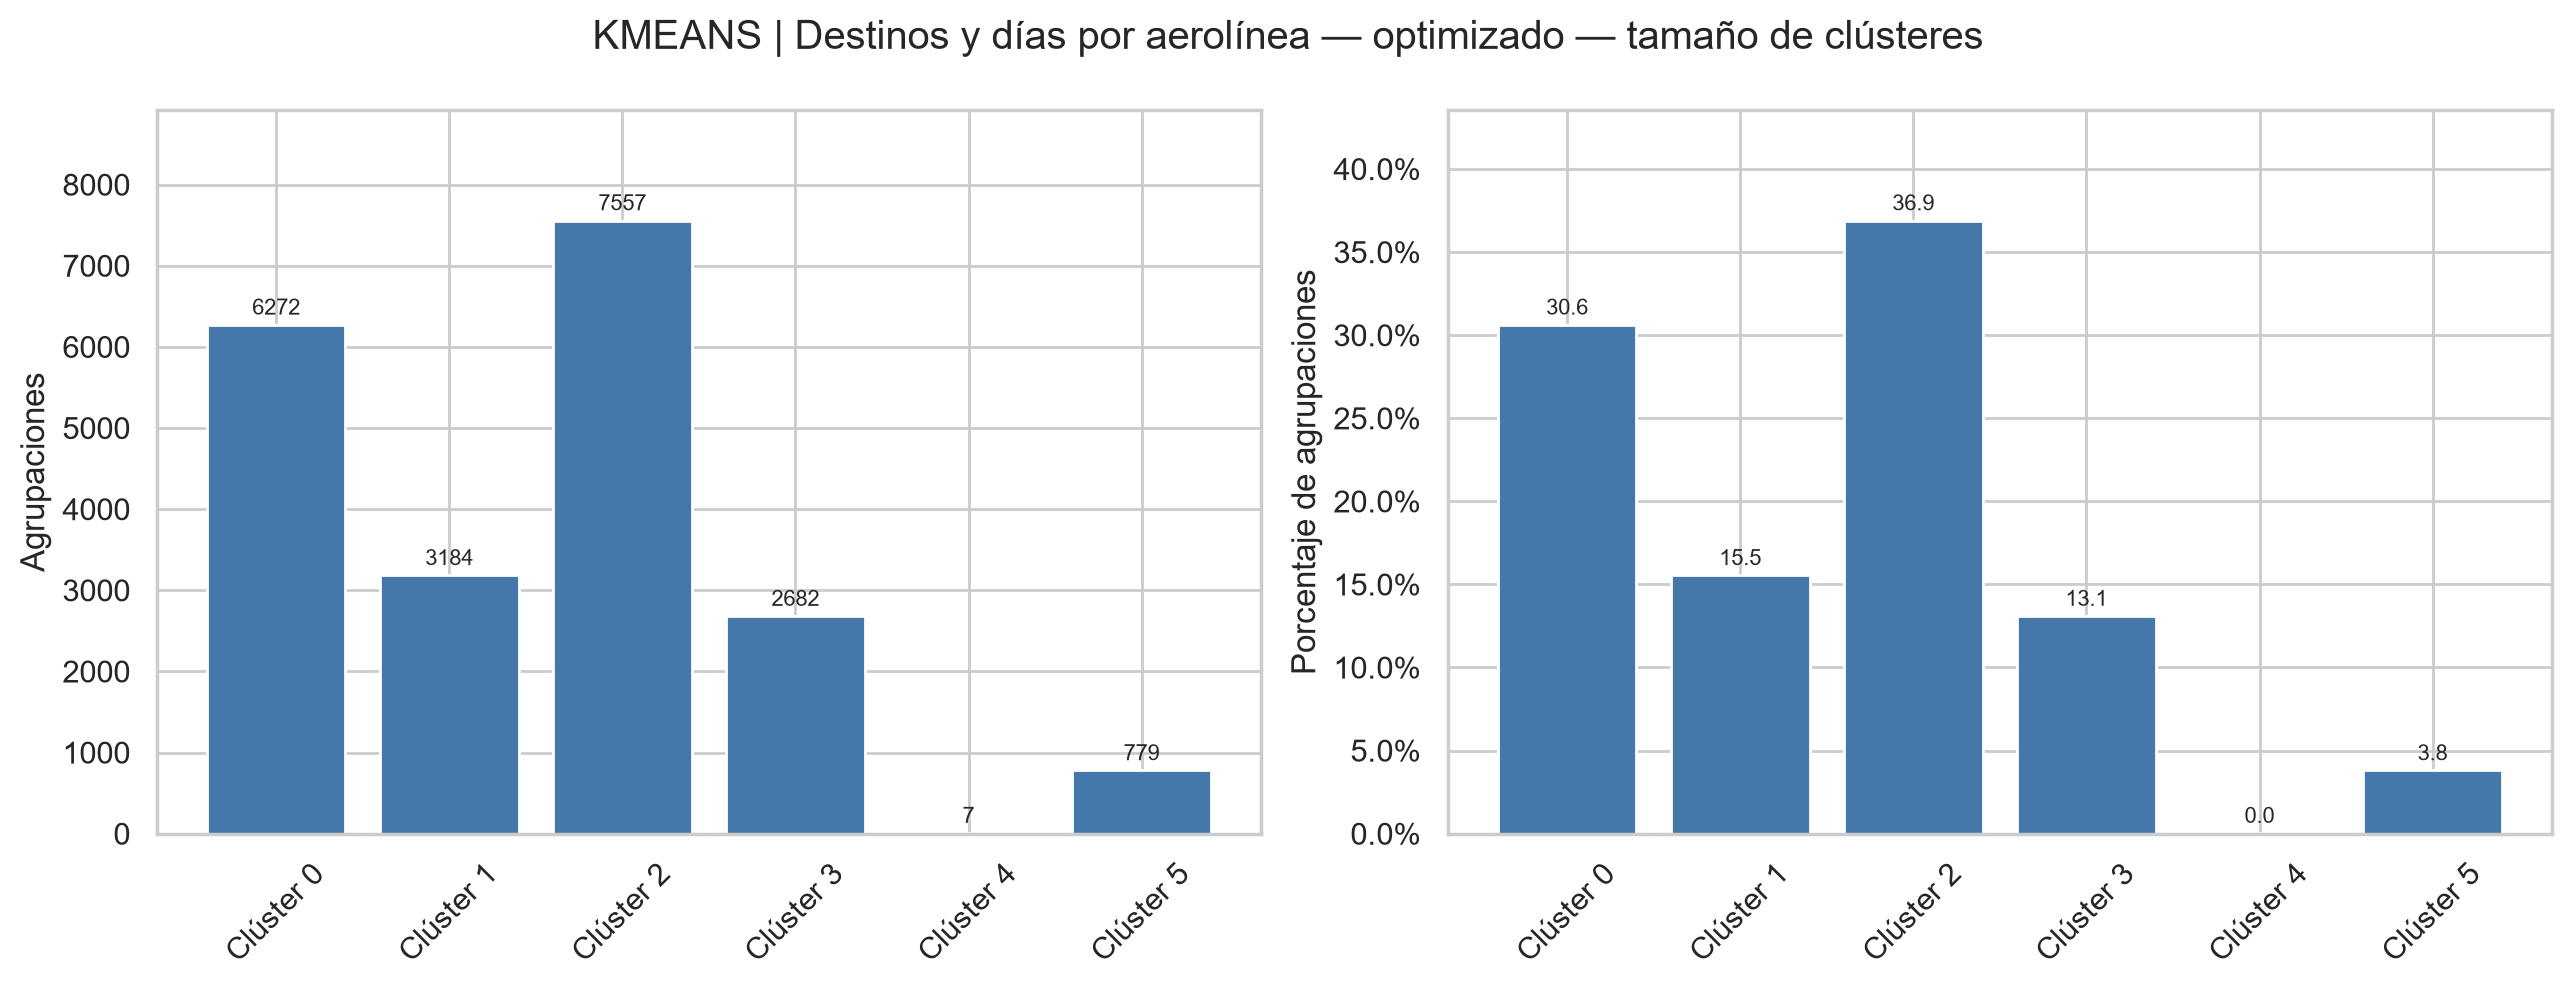 KMEANS | Destinos y días por aerolínea — optimizado — tamaño de clústeres
Agrupaciones
8000
7000
6000
5000
4000
3000
2000
1000
0
6272
3184
7557
2682
7
779
Clúster 0
Clúster 1
Clúster 2
Clúster 3
Clúster 4
Clúster 5
Porcentaje de agrupaciones
40.0%
35.0%
30.0%
25.0%
20.0%
15.0%
10.0%
5.0%
0.0%
30.6
15.5
36.9
13.1
0.0
3.8
Clúster 0
Clúster 1
Clúster 2
Clúster 3
Clúster 4
Clúster 5